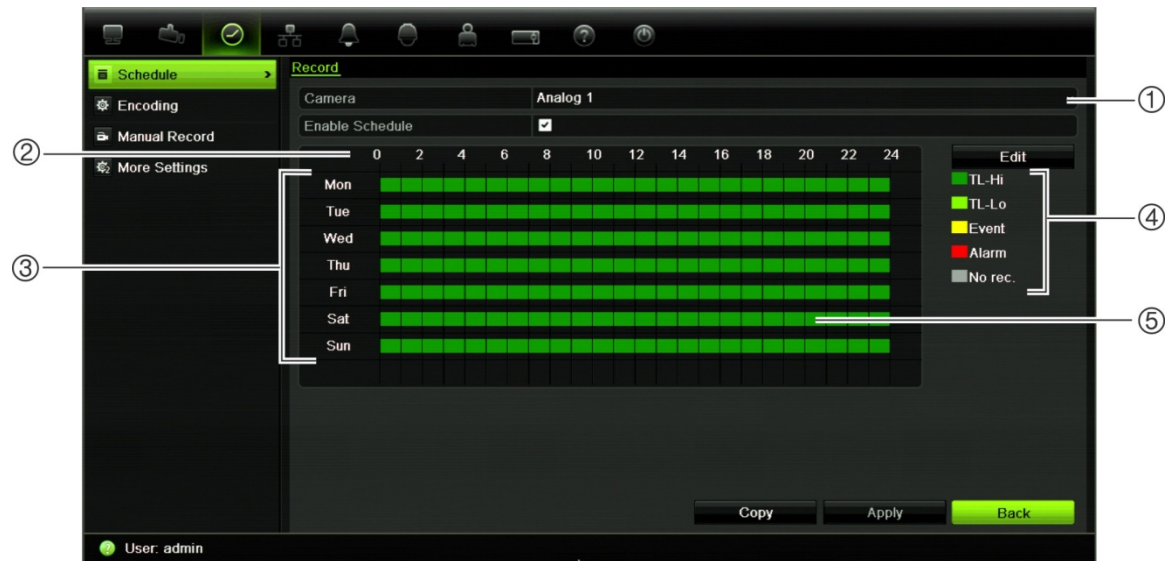 Schedule
Encoding
Manual Record
More Settings
Record
Camera Analog 1
Enable Schedule
①
②
0 2 4 6 8 10 12 14 16 18 20 22 24
③
Mon
Tue
Wed
Thu
Fri
Sat
Sun
Edit
TL-Hi
TL-Lo
Event
Alarm
No rec.
④
⑤
Copy Apply Back
User: admin